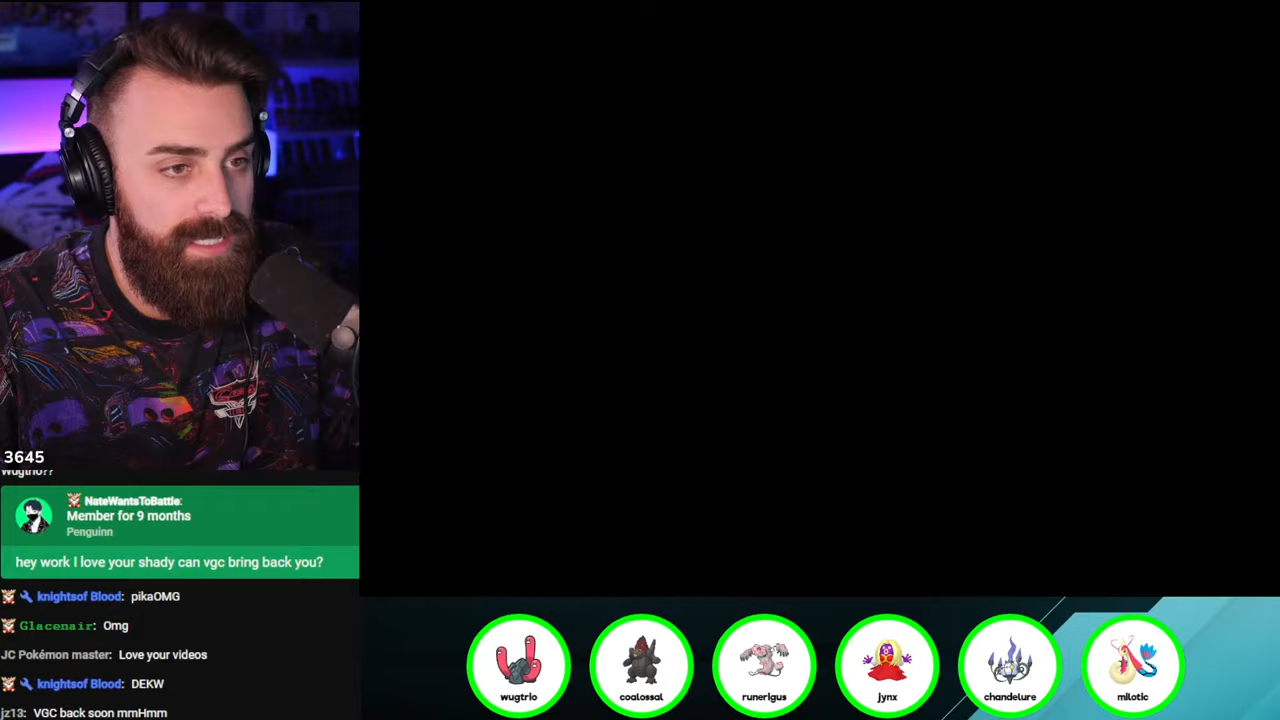 3645
Wugtrio??
NateWantsToBattle:
Member for 9 months
Penguinn
hey work I love your shady can vgc bring back you?
knightsof Blood: pikaOMG
Glacenair: Omg
JC Pokémon master: Love your videos
knightsof Blood: DEKW
jz13: VGC back soon mmHmm
wugtrio
coalossal
runerigus
jynx
chandelure
milotic